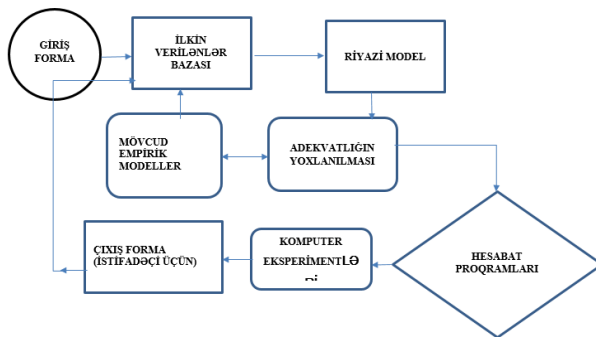 GİRİŞ
FORMA
İLKİN
VERİLƏNLƏR
BAZASI
RİYAZİ MODEL
MÖVCUD
EMPİRİK
MODELLER
ADEKVATLIĞIN
YOXLANILMASI
HESABAT
PROQRAMLARI
KOMPUTER
EKSPERİMENTLƏ
ÇIXIŞ FORMA
(İSTİFADƏÇİ ÜÇÜN)